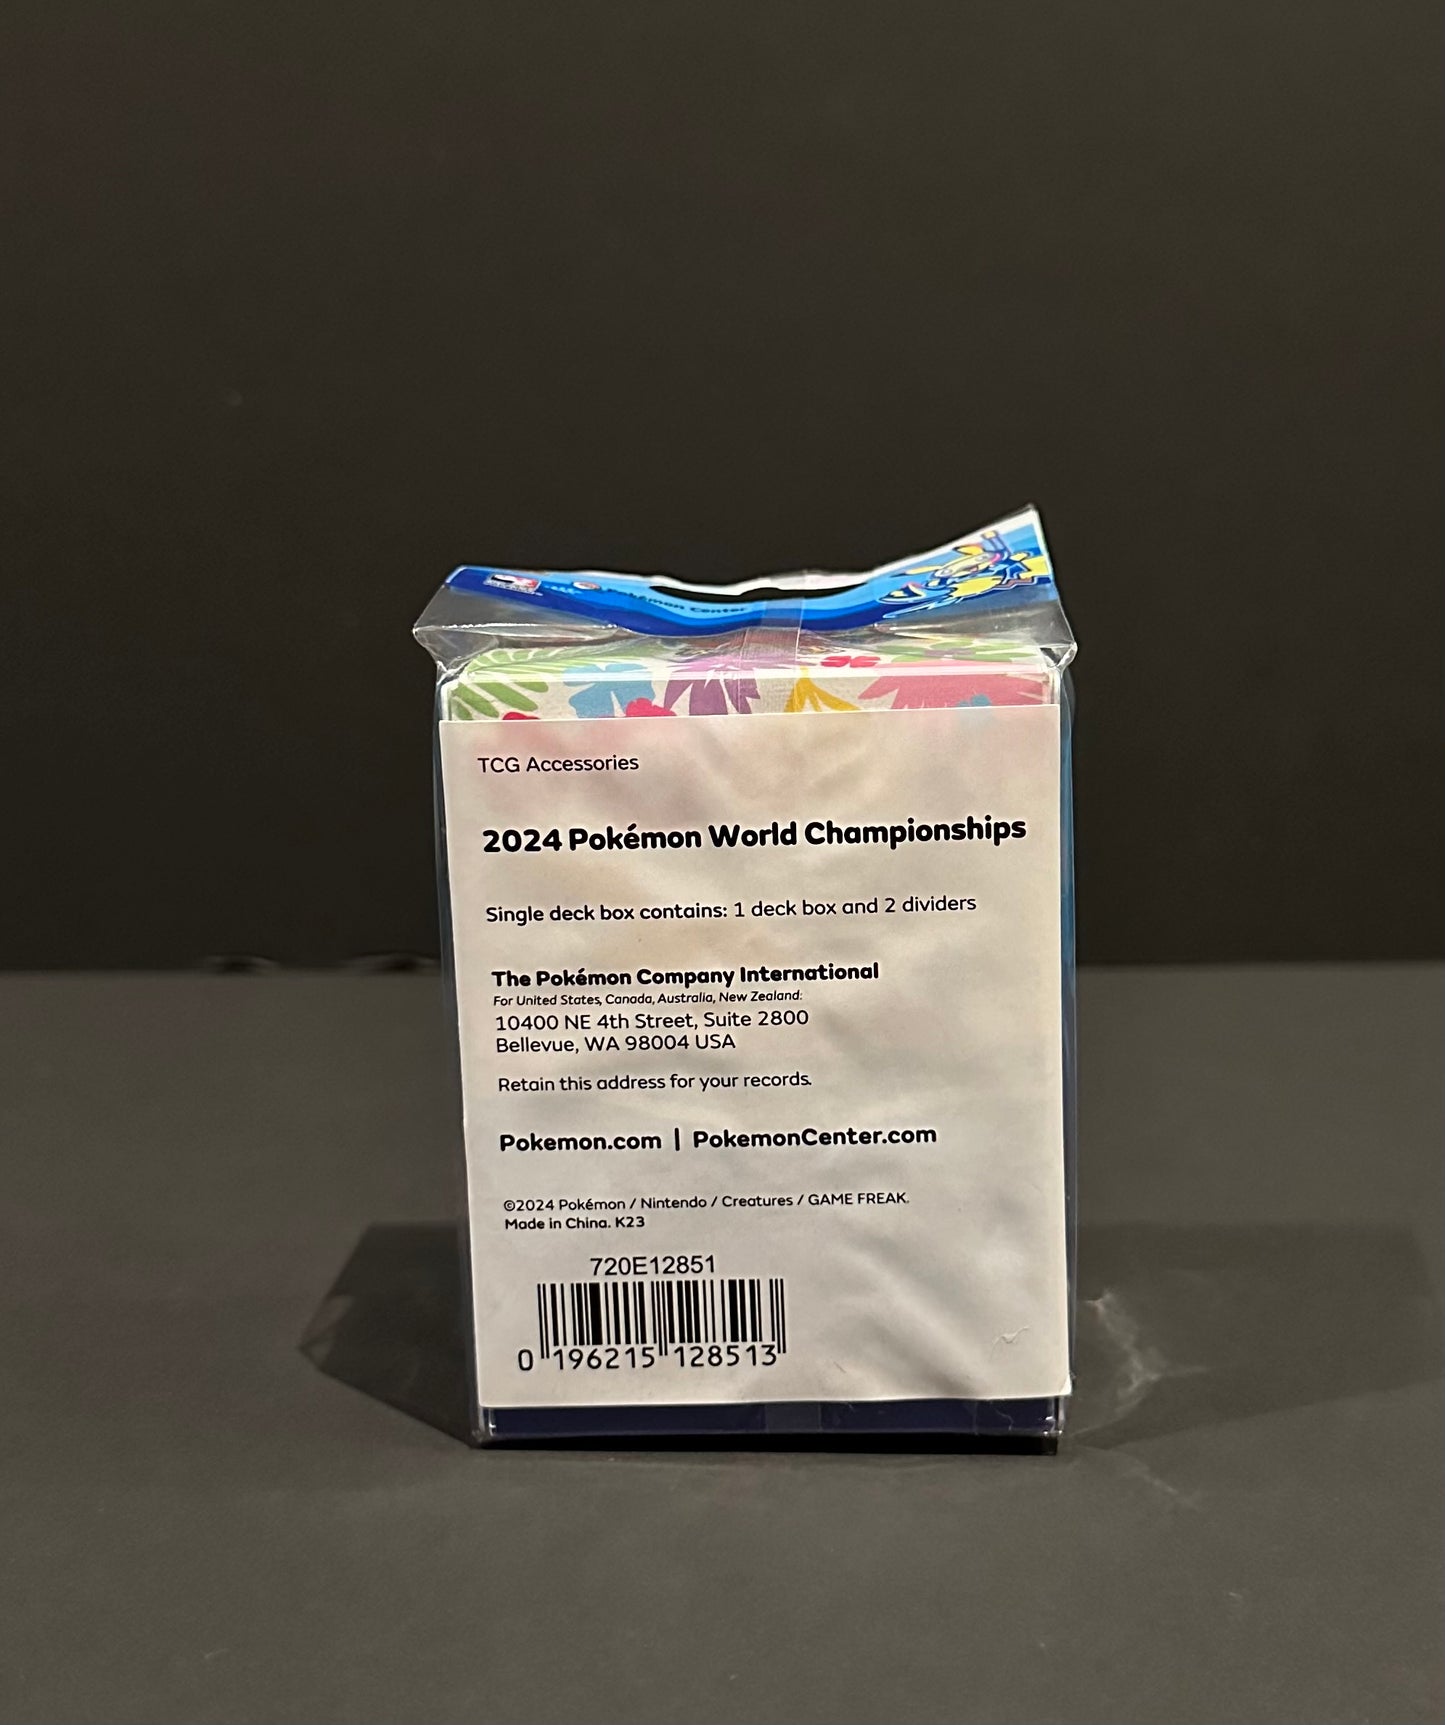 Pokémon Center
TCG Accessories
2024 Pokémon World Championships
Single deck box contains: 1 deck box and 2 dividers
The Pokémon Company International
For United States, Canada, Australia, New Zealand:
10400 NE 4th Street, Suite 2800
Bellevue, WA 98004 USA
Retain this address for your records.
Pokemon.com | PokemonCenter.com
©2024 Pokémon / Nintendo / Creatures / GAME FREAK.
Made in China. K23
720E12851
0 196215 128513